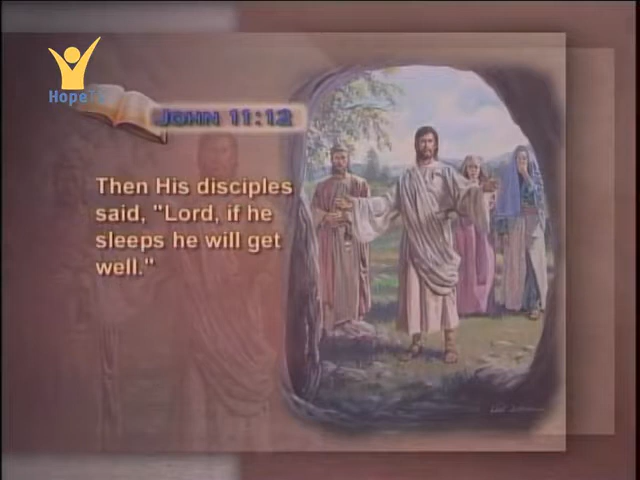 HopeTV
JOHN 11:12
Then His disciples
said, "Lord, if he
sleeps he will get
well."